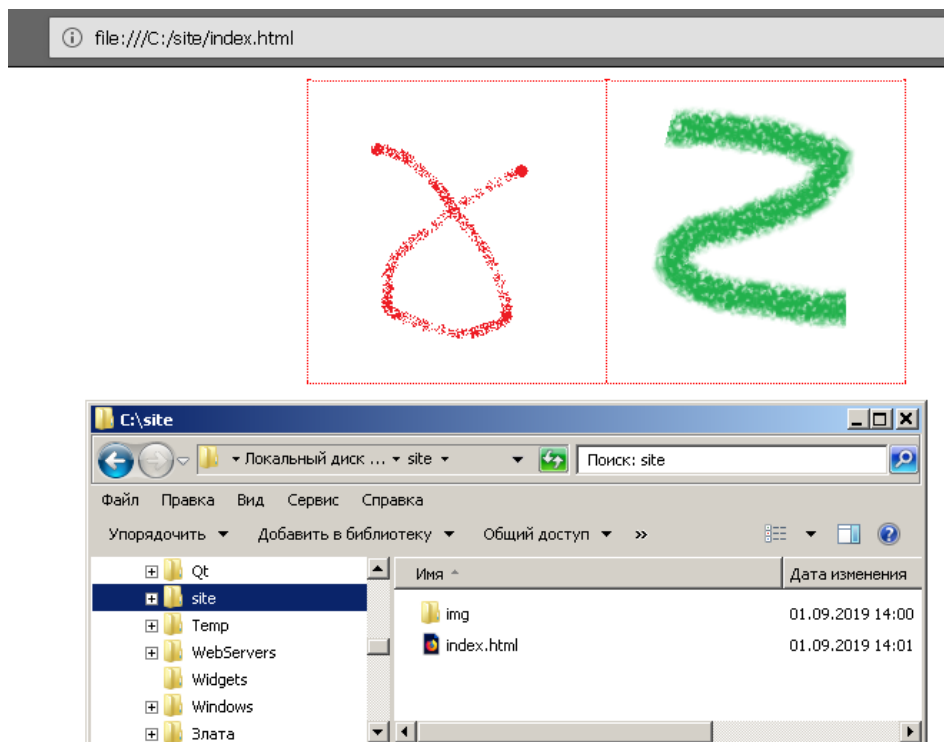 file:///C:/site/index.html
C:\site
Локальный диск ... site
Поиск: site
Файл Правка Вид Сервис Справка
Упорядочить Добавить в библиотеку Общий доступ »
Qt
site
Temp
WebServers
Widgets
Windows
Злата
Имя Дата изменения
img 01.09.2019 14:00
index.html 01.09.2019 14:01